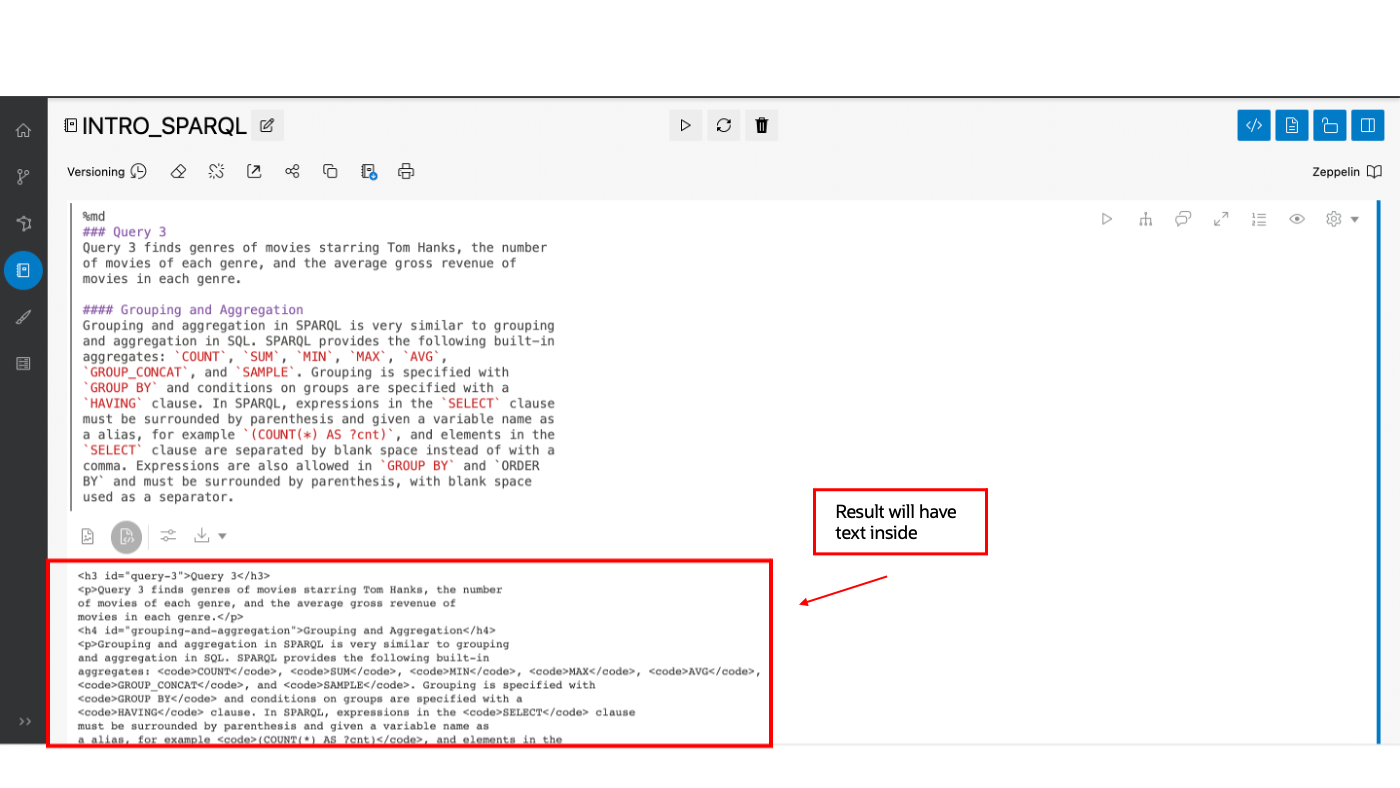 INTRO_SPARQL
Versioning
Zeppelin
%md
### Query 3
Query 3 finds genres of movies starring Tom Hanks, the number
of movies of each genre, and the average gross revenue of
movies in each genre.
#### Grouping and Aggregation
Grouping and aggregation in SPARQL is very similar to grouping
and aggregation in SQL. SPARQL provides the following built-in
aggregates: `COUNT`, `SUM`, `MIN`, `MAX`, `AVG`,
`GROUP_CONCAT`, and `SAMPLE`. Grouping is specified with
`GROUP BY` and conditions on groups are specified with a
`HAVING` clause. In SPARQL, expressions in the `SELECT` clause
must be surrounded by parenthesis and given a variable name as
a alias, for example `(COUNT(*) AS ?cnt)`, and elements in the
`SELECT` clause are separated by blank space instead of with a
comma. Expressions are also allowed in `GROUP BY` and `ORDER
BY` and must be surrounded by parenthesis, with blank space
used as a separator.
Result will have
text inside
<h3 id="query-3">Query 3</h3>
<p>Query 3 finds genres of movies starring Tom Hanks, the number
of movies of each genre, and the average gross revenue of
movies in each genre.</p>
<h4 id="grouping-and-aggregation">Grouping and Aggregation</h4>
<p>Grouping and aggregation in SPARQL is very similar to grouping
and aggregation in SQL. SPARQL provides the following built-in
aggregates: <code>COUNT</code>, <code>SUM</code>, <code>MIN</code>, <code>MAX</code>, <code>AVG</code>,
<code>GROUP_CONCAT</code>, and <code>SAMPLE</code>. Grouping is specified with
<code>GROUP BY</code> and conditions on groups are specified with a
<code>HAVING</code> clause. In SPARQL, expressions in the <code>SELECT</code> clause
must be surrounded by parenthesis and given a variable name as
a alias, for example <code>(COUNT(*) AS ?cnt)</code>, and elements in the